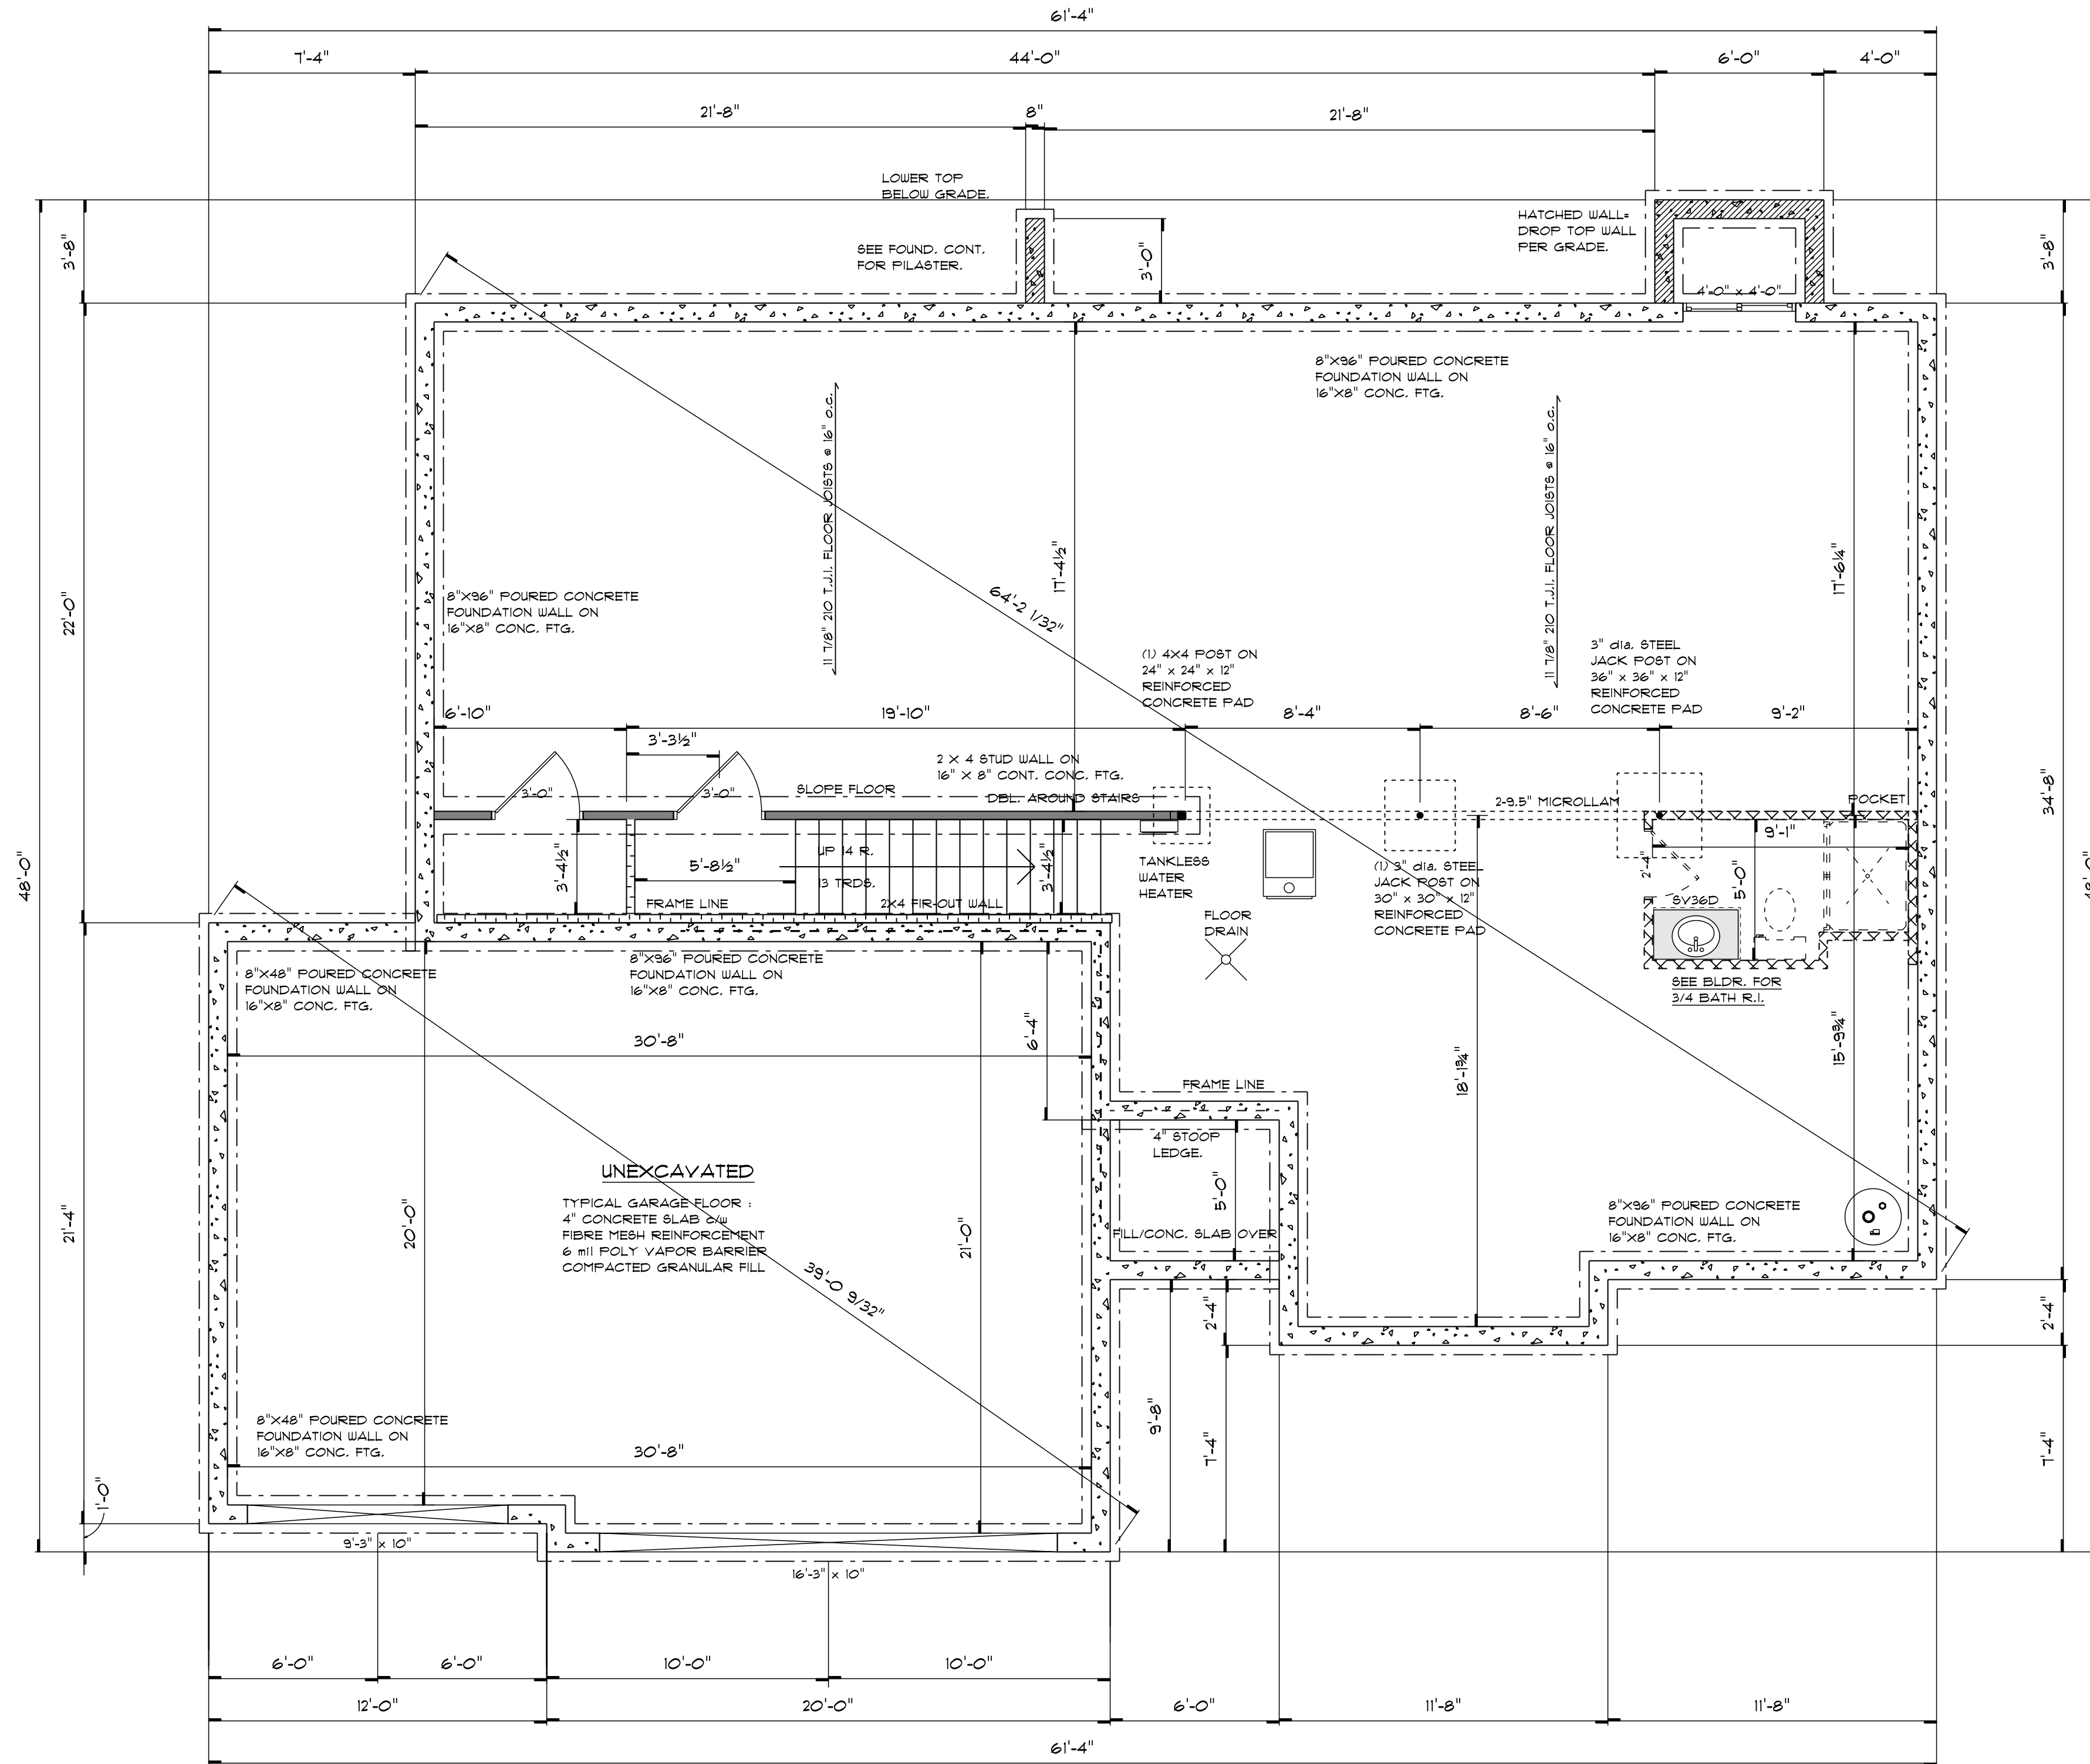 61'-4"
7'-4"
44'-0"
6'-0"
4'-0"
21'-8"
8"
21'-8"
LOWER TOP
BELOW GRADE.
SEE FOUND. CONT.
FOR PILASTER.
3'-0"
HATCHED WALL=
DROP TOP WALL
PER GRADE.
4'-0" x 4'-0"
3'-8"
3'-8"
8"X96" POURED CONCRETE
FOUNDATION WALL ON
16"X8" CONC. FTG.
11 7/8" 210 T.J.I. FLOOR JOISTS @ 16" o.c.
11 7/8" 210 T.J.I. FLOOR JOISTS @ 16" o.c.
22'-0"
17'-4½"
17'-6¼"
64'-2 1/32"
8"X96" POURED CONCRETE
FOUNDATION WALL ON
16"X8" CONC. FTG.
(1) 4X4 POST ON
24" x 24" x 12"
REINFORCED
CONCRETE PAD
3" dia. STEEL
JACK POST ON
36" x 36" x 12"
REINFORCED
CONCRETE PAD
6'-10"
19'-10"
8'-4"
8'-6"
9'-2"
3'-3½"
2 X 4 STUD WALL ON
16" X 8" CONT. CONC. FTG.
3'-0"
3'-0"
SLOPE FLOOR
DBL. AROUND STAIRS
2-9.5" MICROLLAM
POCKET
34'-8"
48'-0"
48'-0"
3'-4½"
5'-8½"
UP 14 R.
13 TRDS.
3'-4½"
TANKLESS
WATER
HEATER
(1) 3" dia. STEEL
JACK POST ON
30" x 30" x 12"
REINFORCED
CONCRETE PAD
2'-4"
9'-1"
5'-0"
SV36D
FRAME LINE
2X4 FIR-OUT WALL
FLOOR
DRAIN
8"X48" POURED CONCRETE
FOUNDATION WALL ON
16"X8" CONC. FTG.
8"X96" POURED CONCRETE
FOUNDATION WALL ON
16"X8" CONC. FTG.
SEE BLDR. FOR
3/4 BATH R.I.
30'-8"
6'-4"
18'-1¾"
15'-9¾"
FRAME LINE
4" STOOP
LEDGE.
5'-0"
FILL/CONC. SLAB OVER
UNEXCAVATED
TYPICAL GARAGE FLOOR :
4" CONCRETE SLAB c/w
FIBRE MESH REINFORCEMENT
6 mil POLY VAPOR BARRIER
COMPACTED GRANULAR FILL
21'-4"
20'-0"
21'-0"
39'-0 9/32"
8"X96" POURED CONCRETE
FOUNDATION WALL ON
16"X8" CONC. FTG.
2'-4"
2'-4"
9'-8"
7'-4"
7'-4"
8"X48" POURED CONCRETE
FOUNDATION WALL ON
16"X8" CONC. FTG.
30'-8"
1'-0"
9'-3" x 10"
16'-3" x 10"
6'-0"
6'-0"
10'-0"
10'-0"
12'-0"
20'-0"
6'-0"
11'-8"
11'-8"
61'-4"